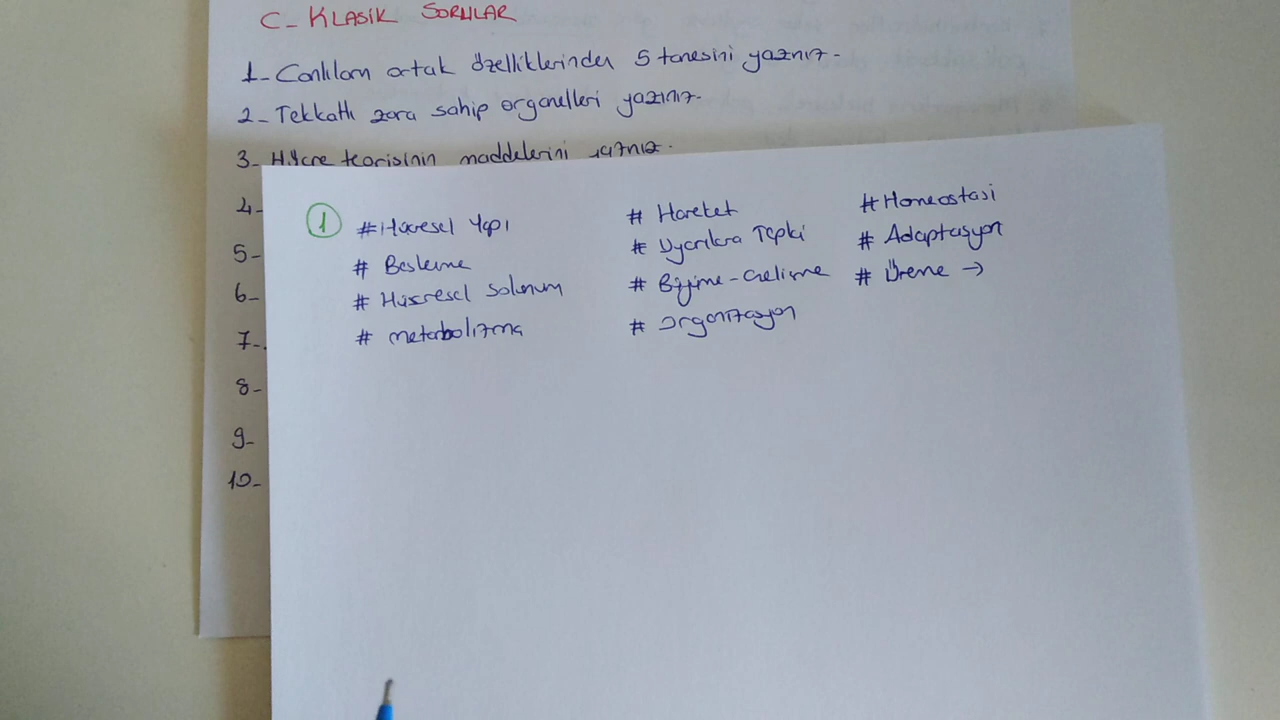 C- KLASİK SORULAR
1- Canlıların ortak özelliklerinden 5 tanesini yazınız.
2- Tekkatlı zara sahip organelleri yazınız.
3- Hücre teorisinin maddelerini yazınız.
4-
5-
6-
7-
8-
9-
10-
1
# Hücresel Yapı
# Beslenme
# Hücresel Solunum
# metabolizma
# Hareket
# Uyarılara Tepki
# Büyüme-Gelişme
# Organizasyon
# Homeostasi
# Adaptasyon
# Üreme →